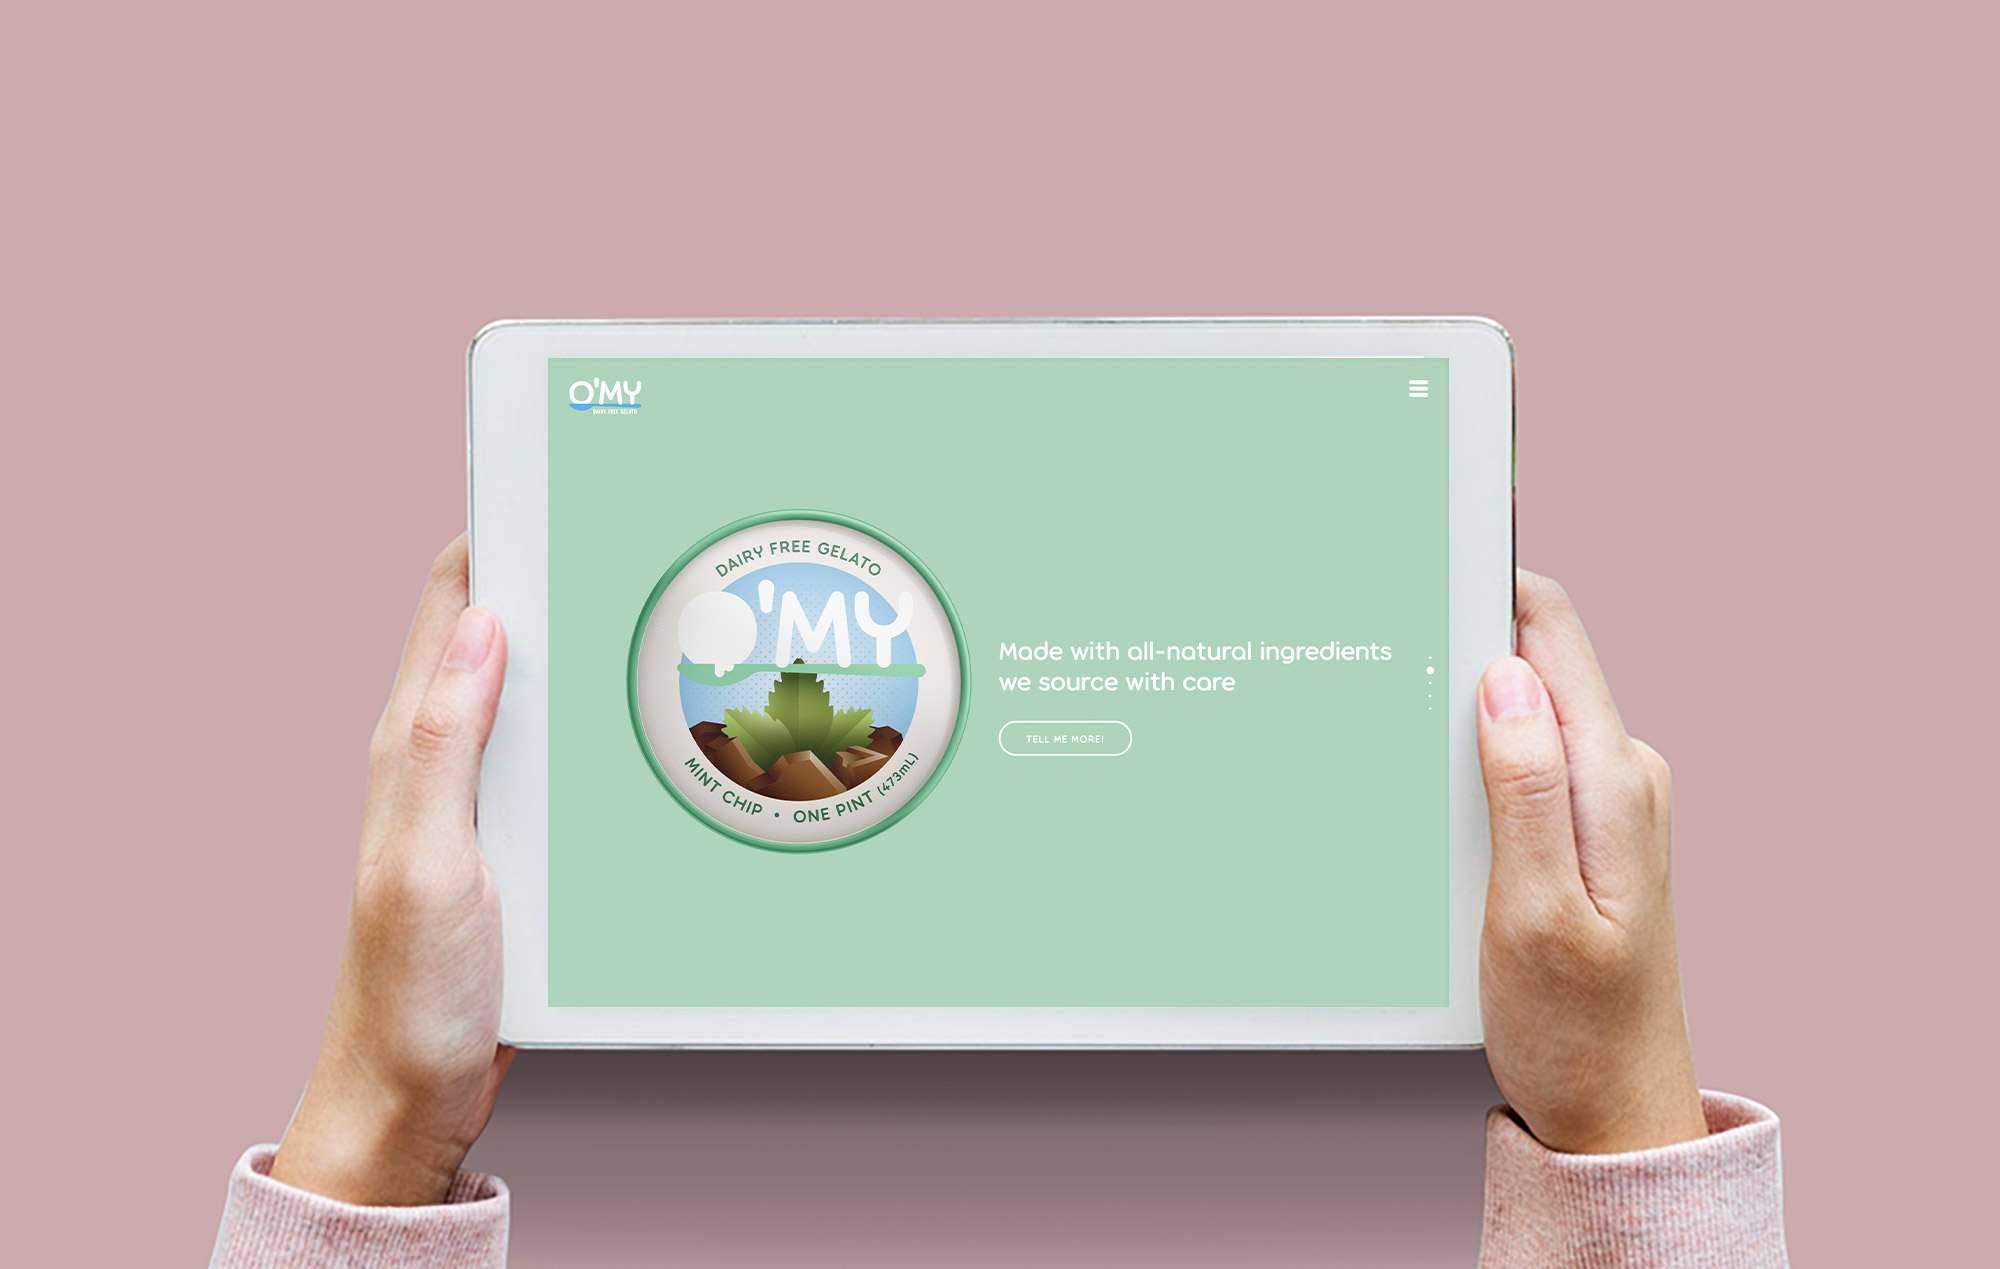 O'MY
DAIRY FREE GELATO
DAIRY FREE GELATO
O'MY
MINT CHIP • ONE PINT (473mL)
Made with all-natural ingredients
we source with care
TELL ME MORE!